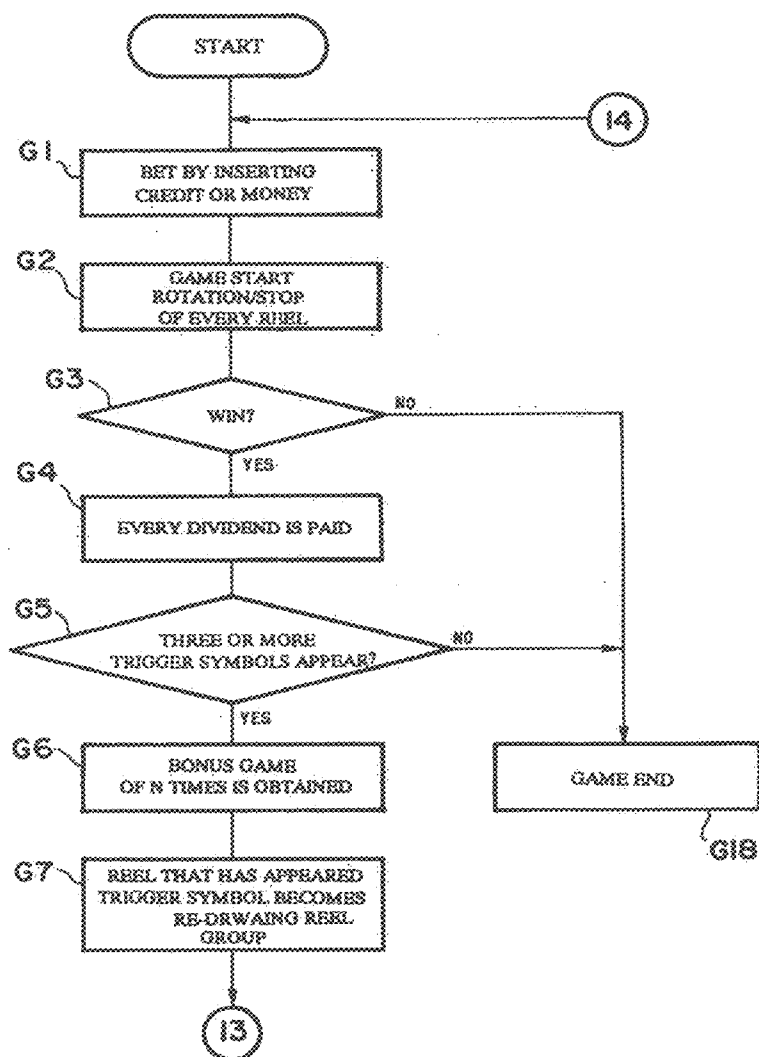 START
14
G1
BET BY INSERTING
CREDIT OR MONEY
G2
GAME START
ROTATION/STOP
OF EVERY REEL
G3
WIN?
NO
YES
G4
EVERY DIVIDEND IS PAID
G5
THREE OR MORE
TRIGGER SYMBOLS APPEAR?
NO
YES
G6
BONUS GAME
OF N TIMES IS OBTAINED
GAME END
G18
G7
REEL THAT HAS APPEARED
TRIGGER SYMBOL BECOMES
RE-DRWAING REEL
GROUP
13